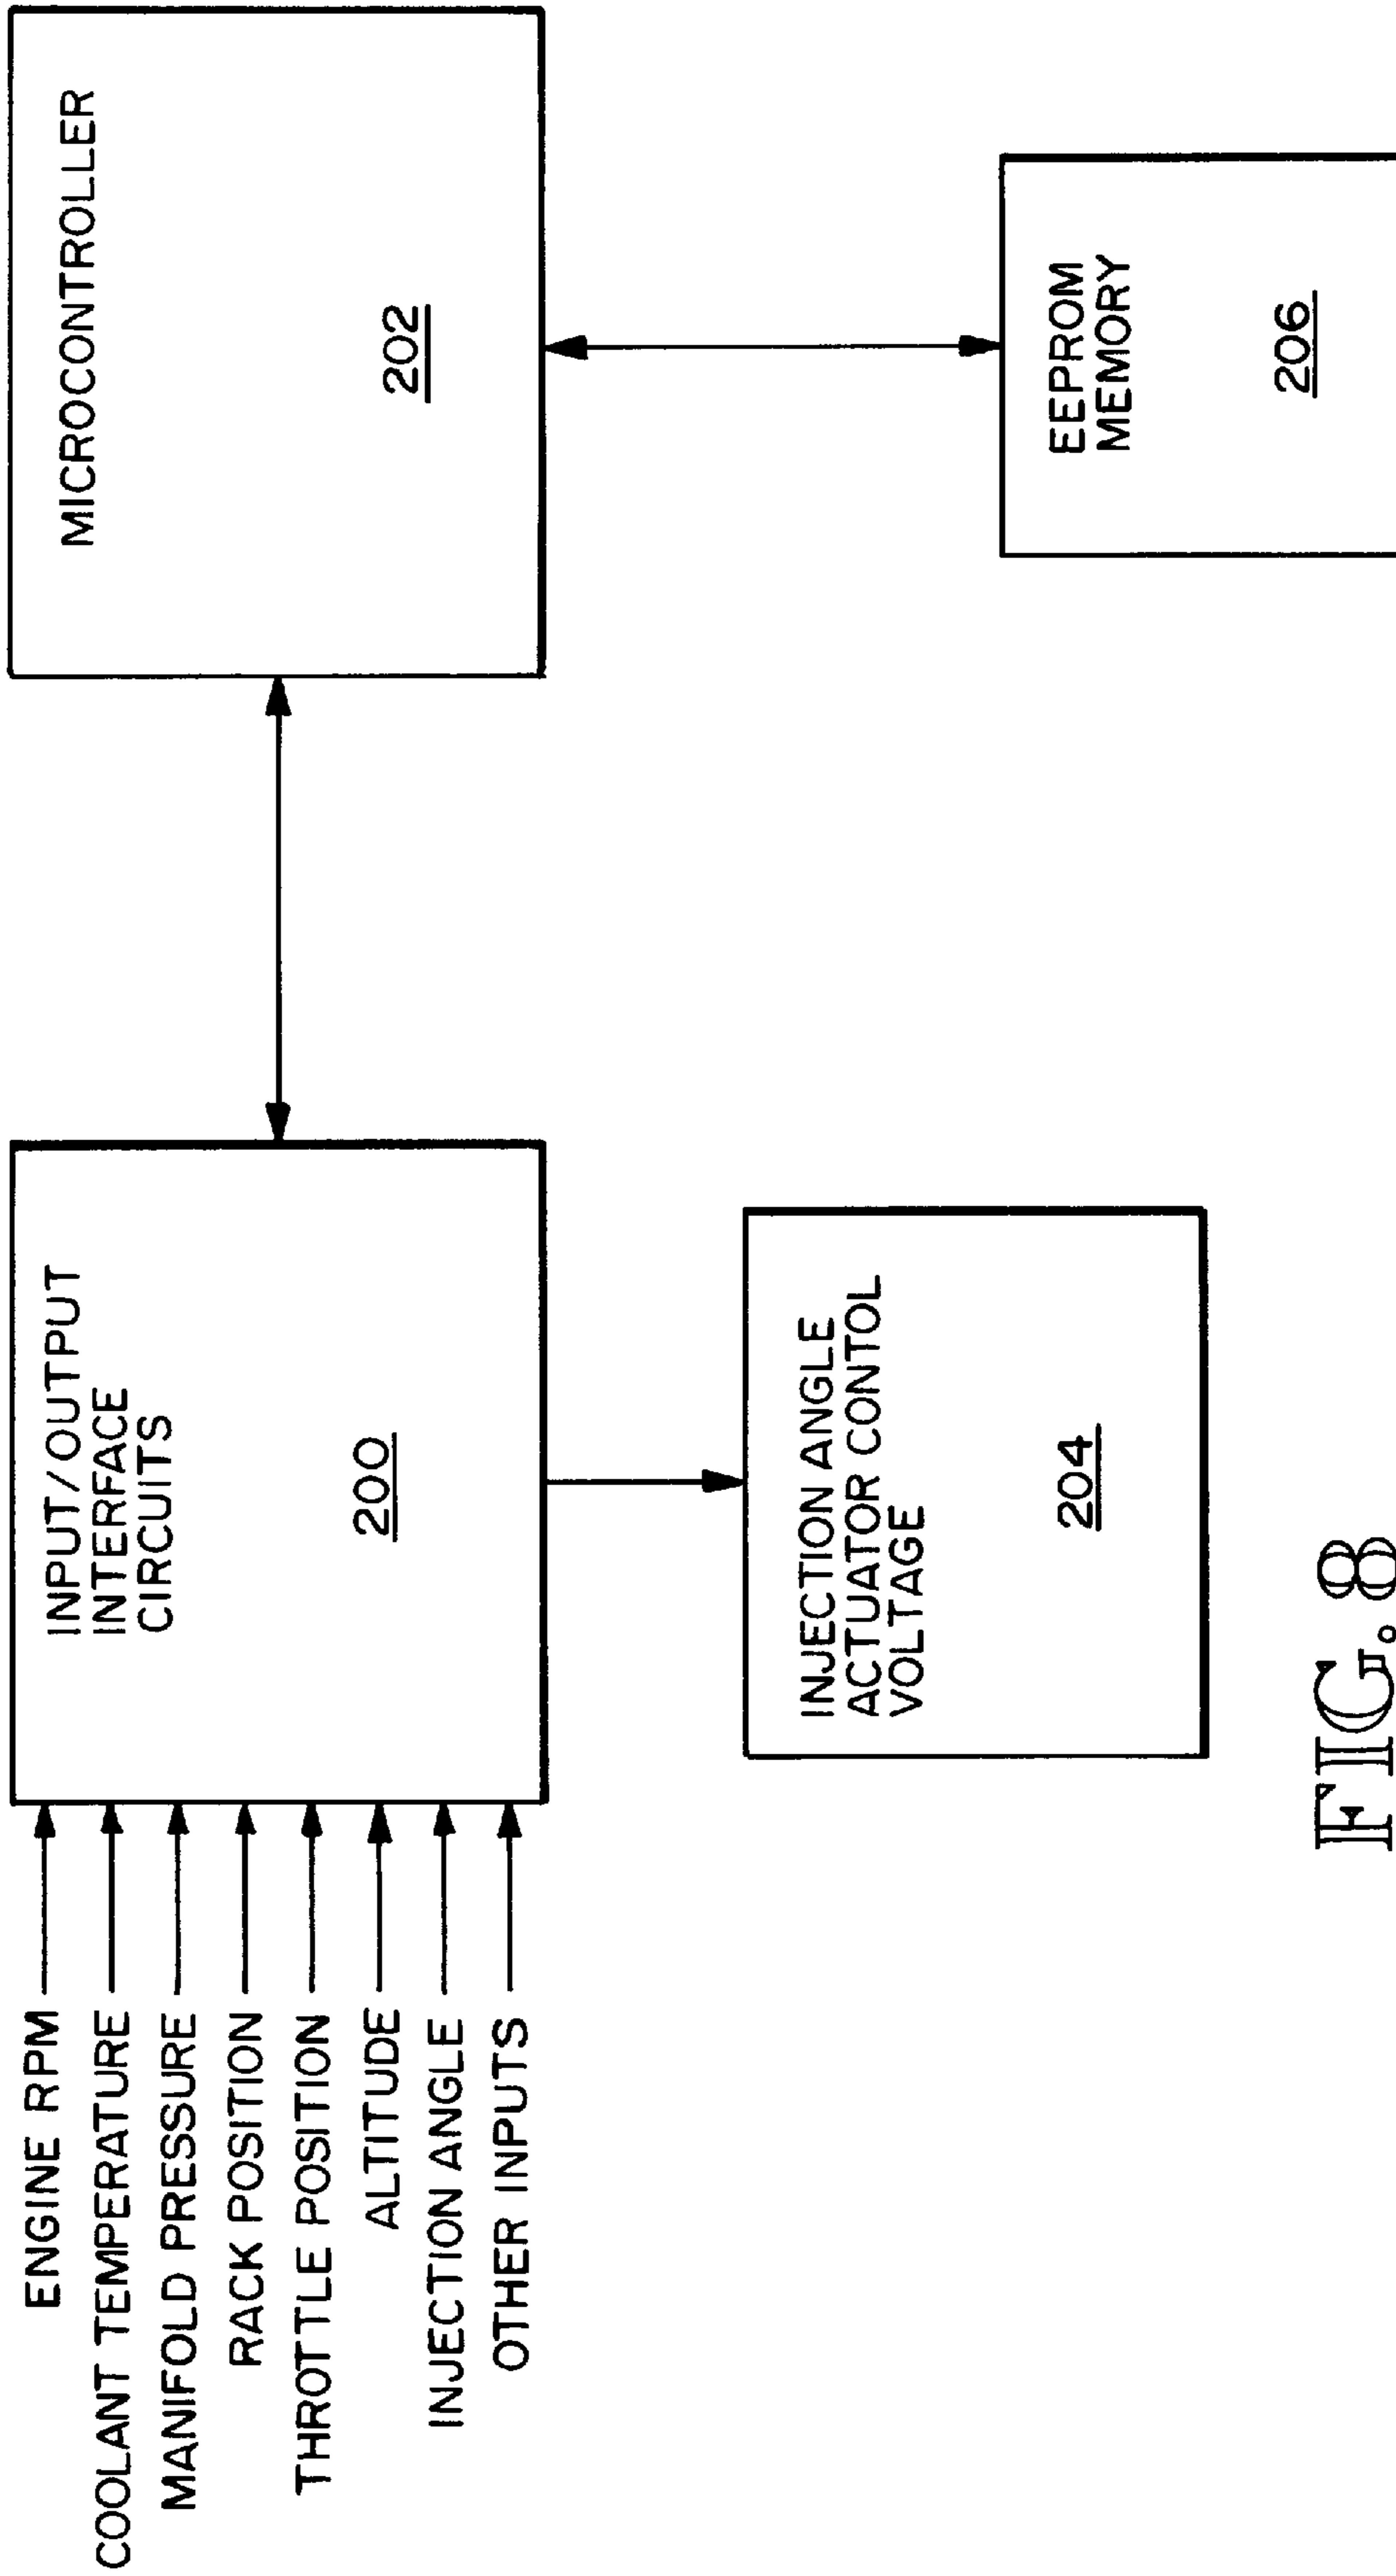 ENGINE RPM
COOLANT TEMPERATURE
MANIFOLD PRESSURE
RACK POSITION
THROTTLE POSITION
ALTITUDE
INJECTION ANGLE
OTHER INPUTS
INPUT/OUTPUT
INTERFACE
CIRCUITS
200
MICROCONTROLLER
202
INJECTION ANGLE
ACTUATOR CONTOL
VOLTAGE
204
EEPROM
MEMORY
206
FIG. 8